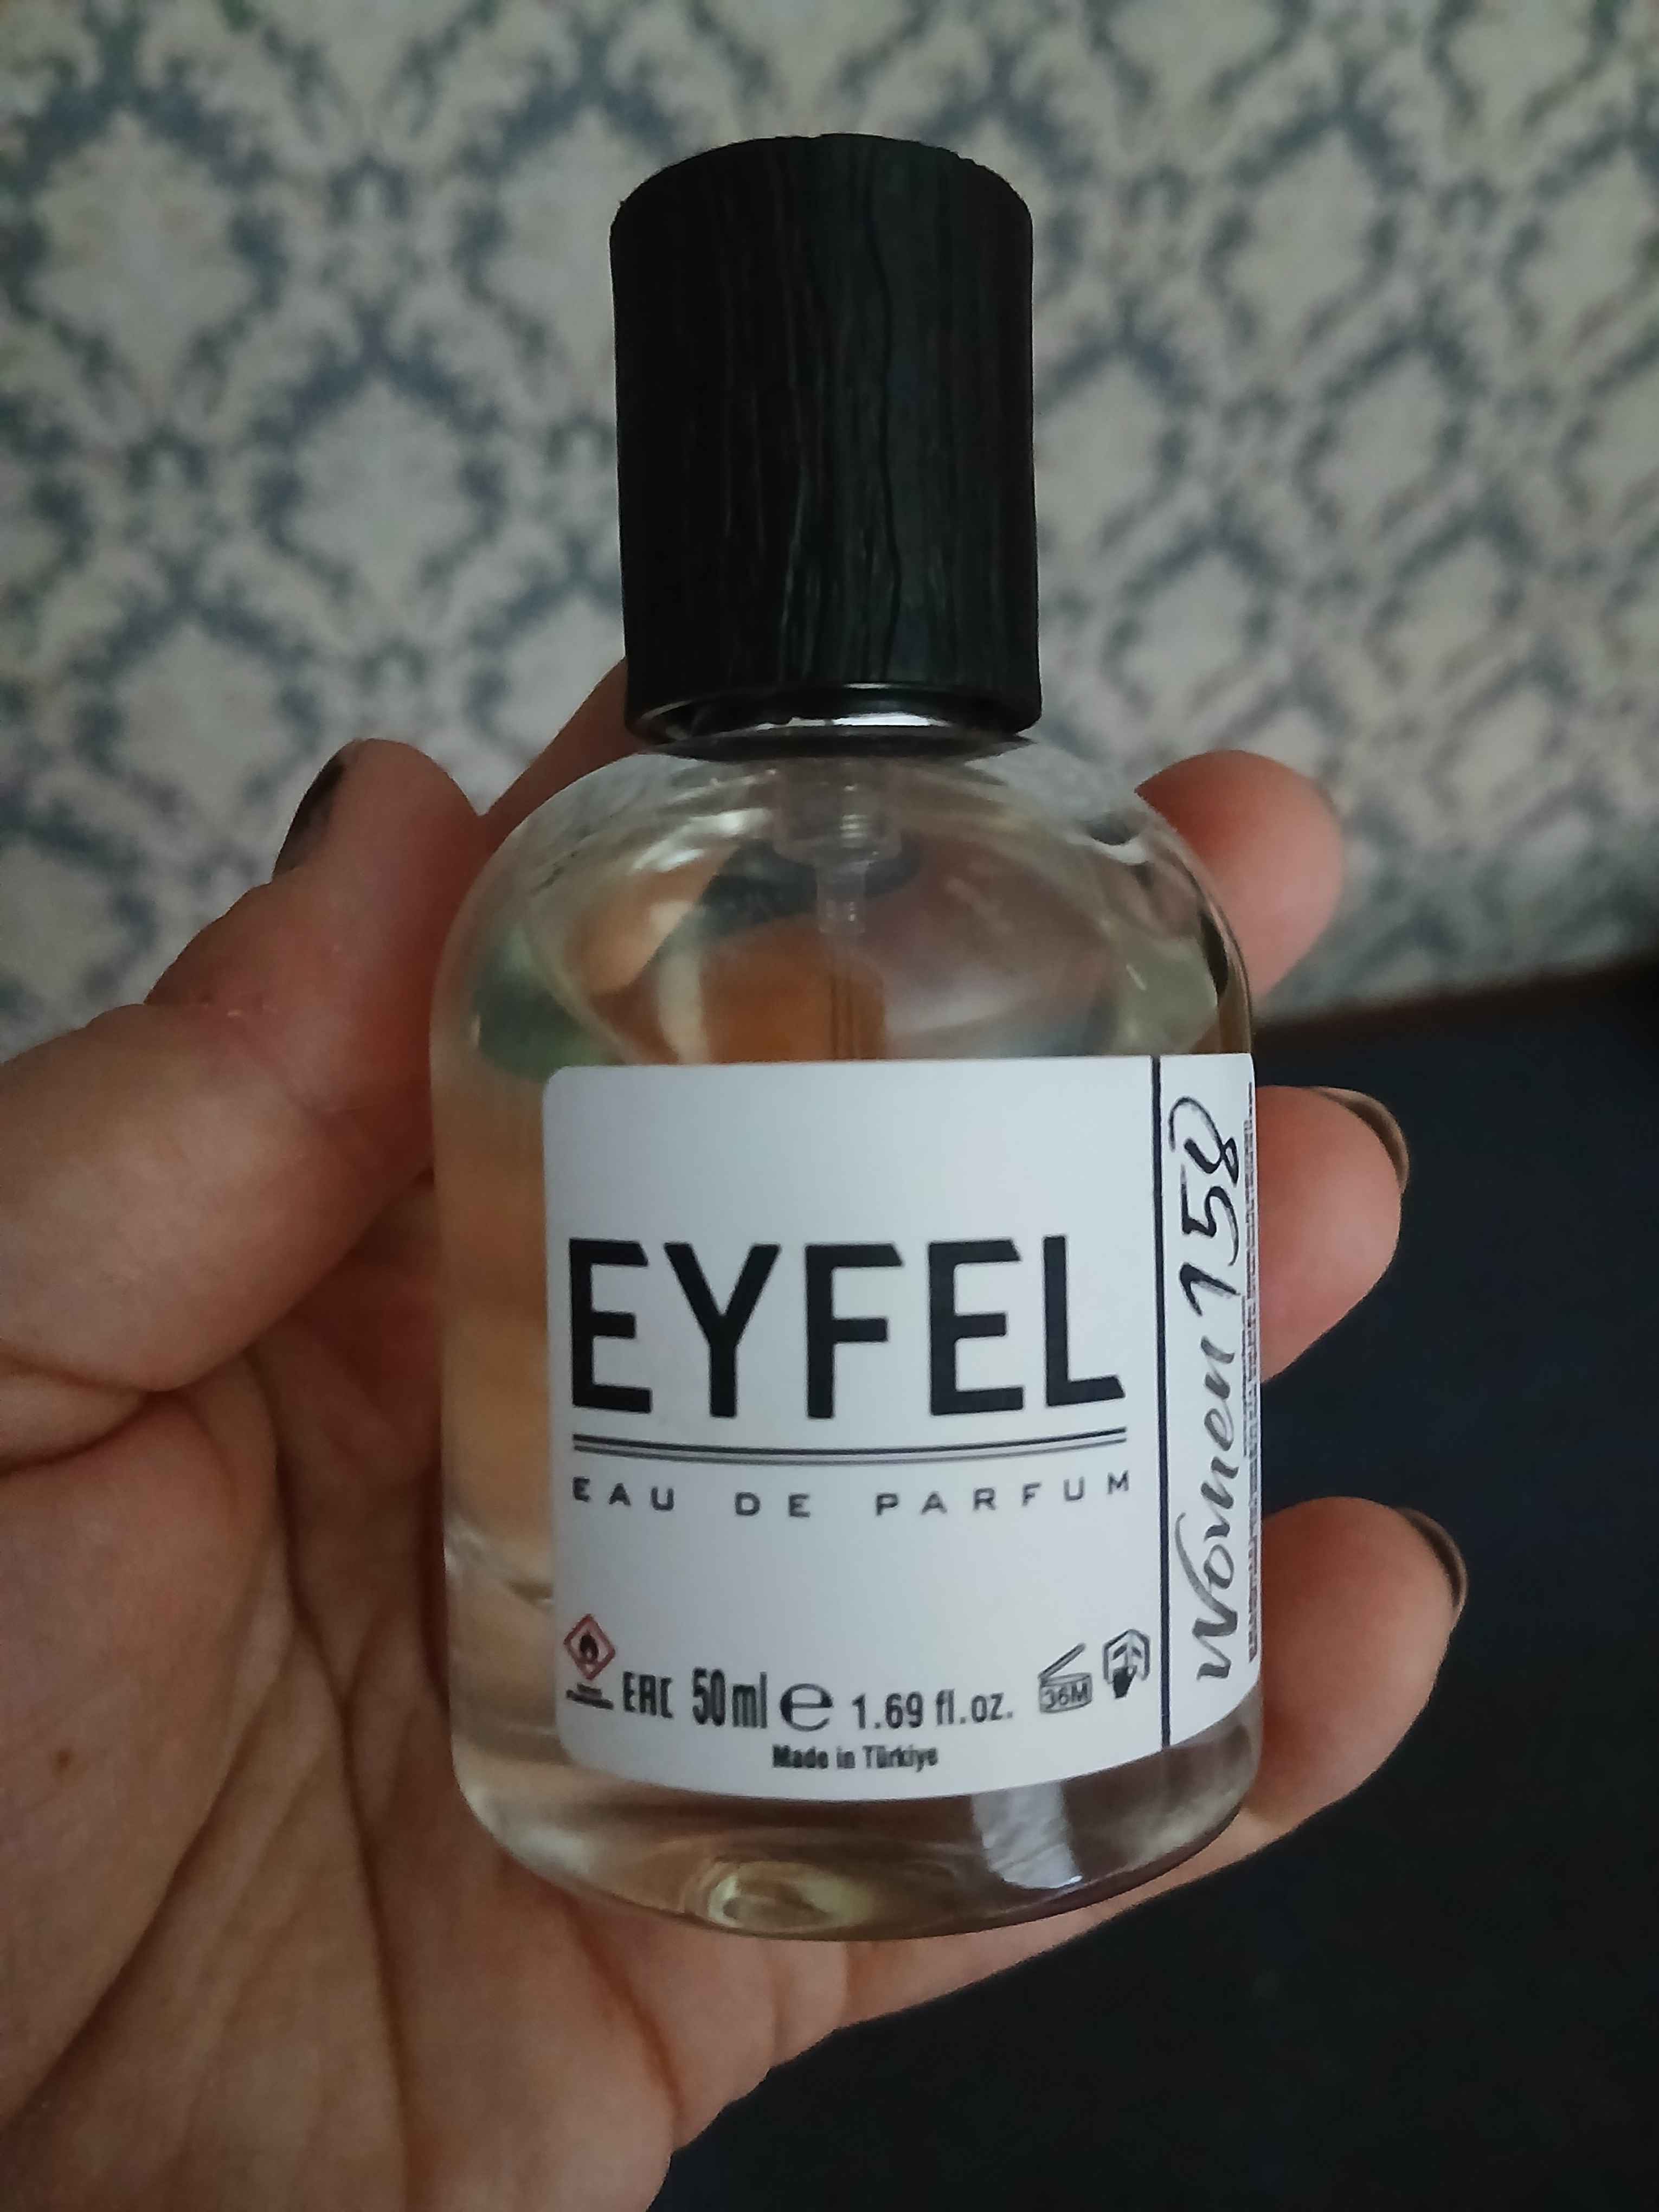 EYFEL
EAU DE PARFUM
EAC 50ml e 1.69 fl.oz. 36M
Made in Türkiye
Women 158